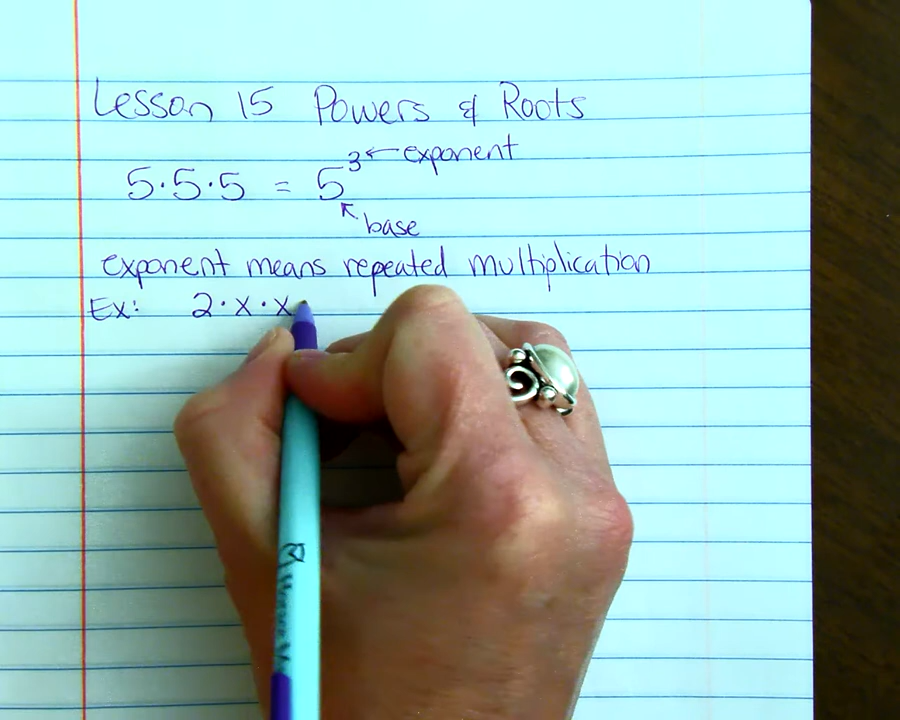 Lesson 15 Powers & Roots
5·5·5 = 5³ ← exponent
↖ base
exponent means repeated multiplication
Ex: 2·x·x·